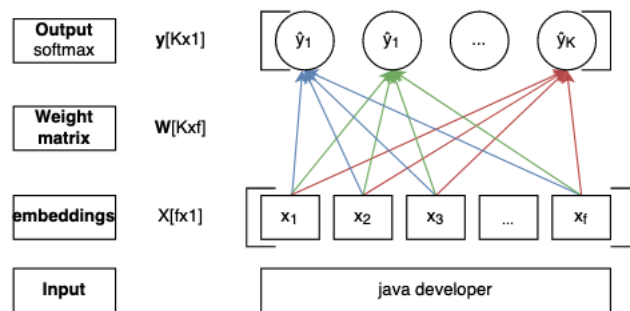 Output
softmax
y[Kx1]
ŷ1 ŷ1 ... ŷK
Weight
matrix
W[Kxf]
embeddings
X[fx1]
x1 x2 x3 ... xf
Input
java developer